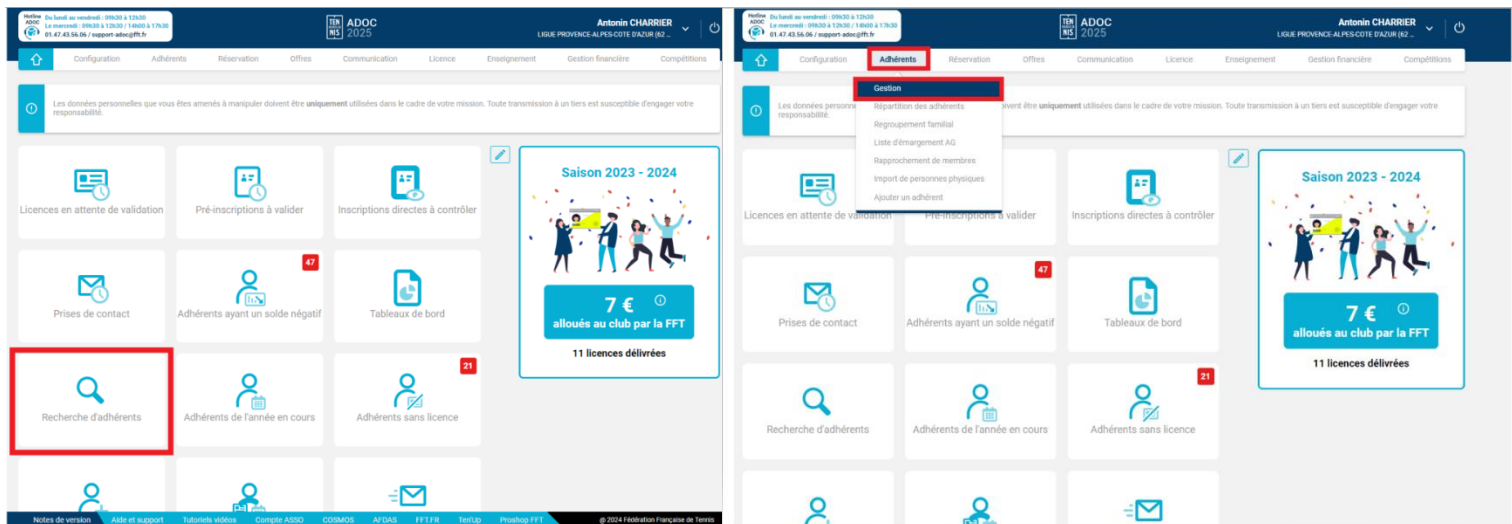 Hotline ADOC
Du lundi au vendredi : 09h30 à 12h30
Le mercredi : 09h30 à 12h30 / 14h00 à 17h30
01.47.43.56.06 / support-adoc@fft.fr
TEN
NIS
ADOC
2025
Antonin CHARRIER
LIGUE PROVENCE-ALPES-COTE D'AZUR (62 ...
Configuration Adhérents Réservation Offres Communication Licence Enseignement Gestion financière Compétitions
Les données personnelles que vous êtes amenés à manipuler doivent être uniquement utilisées dans le cadre de votre mission. Toute transmission à un tiers est susceptible d'engager votre
responsabilité.
Licences en attente de validation
Pré-inscriptions à valider
Inscriptions directes à contrôler
Saison 2023 - 2024
47
Prises de contact
Adhérents ayant un solde négatif
Tableaux de bord
7 €
alloués au club par la FFT
11 licences délivrées
21
Recherche d'adhérents
Adhérents de l'année en cours
Adhérents sans licence
Notes de version Aide et support Tutoriels vidéos Compte ASSO COSMOS AFDAS FFT.FR Ten'Up Proshop FFT @ 2024 Fédération Française de Tennis
Hotline ADOC
Du lundi au vendredi : 09h30 à 12h30
Le mercredi : 09h30 à 12h30 / 14h00 à 17h30
01.47.43.56.06 / support-adoc@fft.fr
TEN
NIS
ADOC
2025
Antonin CHARRIER
LIGUE PROVENCE-ALPES-COTE D'AZUR (62 ...
Configuration Adhérents Réservation Offres Communication Licence Enseignement Gestion financière Compétitions
Gestion
Répartition des adhérents
Regroupement familial
Liste d'émargement AG
Rapprochement de membres
Import de personnes physiques
Ajouter un adhérent
Les données personne vent être uniquement utilisées dans le cadre de votre mission. Toute transmission à un tiers est susceptible d'engager votre
responsabilité.
Licences en attente de validation
Pré-inscriptions à valider
Inscriptions directes à contrôler
Saison 2023 - 2024
47
Prises de contact
Adhérents ayant un solde négatif
Tableaux de bord
7 €
alloués au club par la FFT
11 licences délivrées
21
Recherche d'adhérents
Adhérents de l'année en cours
Adhérents sans licence